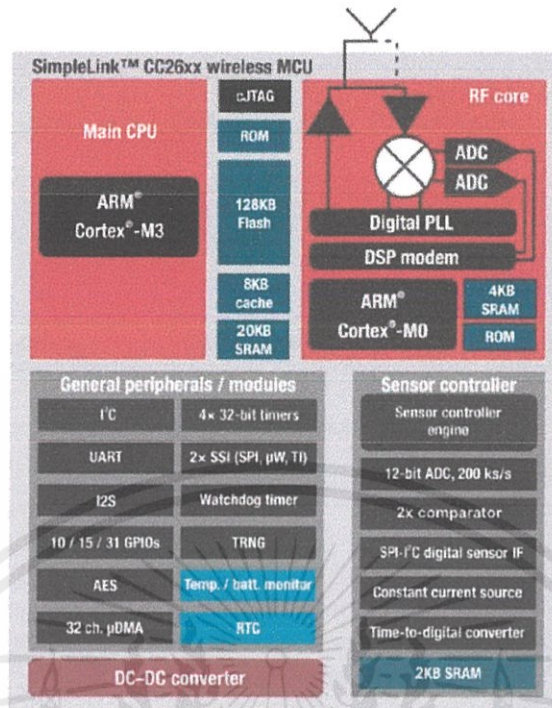 SimpleLink™ CC26xx wireless MCU
Main CPU
ARM®
Cortex®-M3
cJTAG
ROM
128KB
Flash
8KB
cache
20KB
SRAM
RF core
ADC
ADC
Digital PLL
DSP modem
ARM®
Cortex®-M0
4KB
SRAM
ROM
General peripherals / modules
I²C
4× 32-bit timers
UART
2× SSI (SPI, µW, TI)
I2S
Watchdog timer
10 / 15 / 31 GPIOs
TRNG
AES
Temp. / batt. monitor
32 ch. µDMA
RTC
DC–DC converter
Sensor controller
Sensor controller
engine
12-bit ADC, 200 ks/s
2x comparator
SPI-I²C digital sensor IF
Constant current source
Time-to-digital converter
2KB SRAM